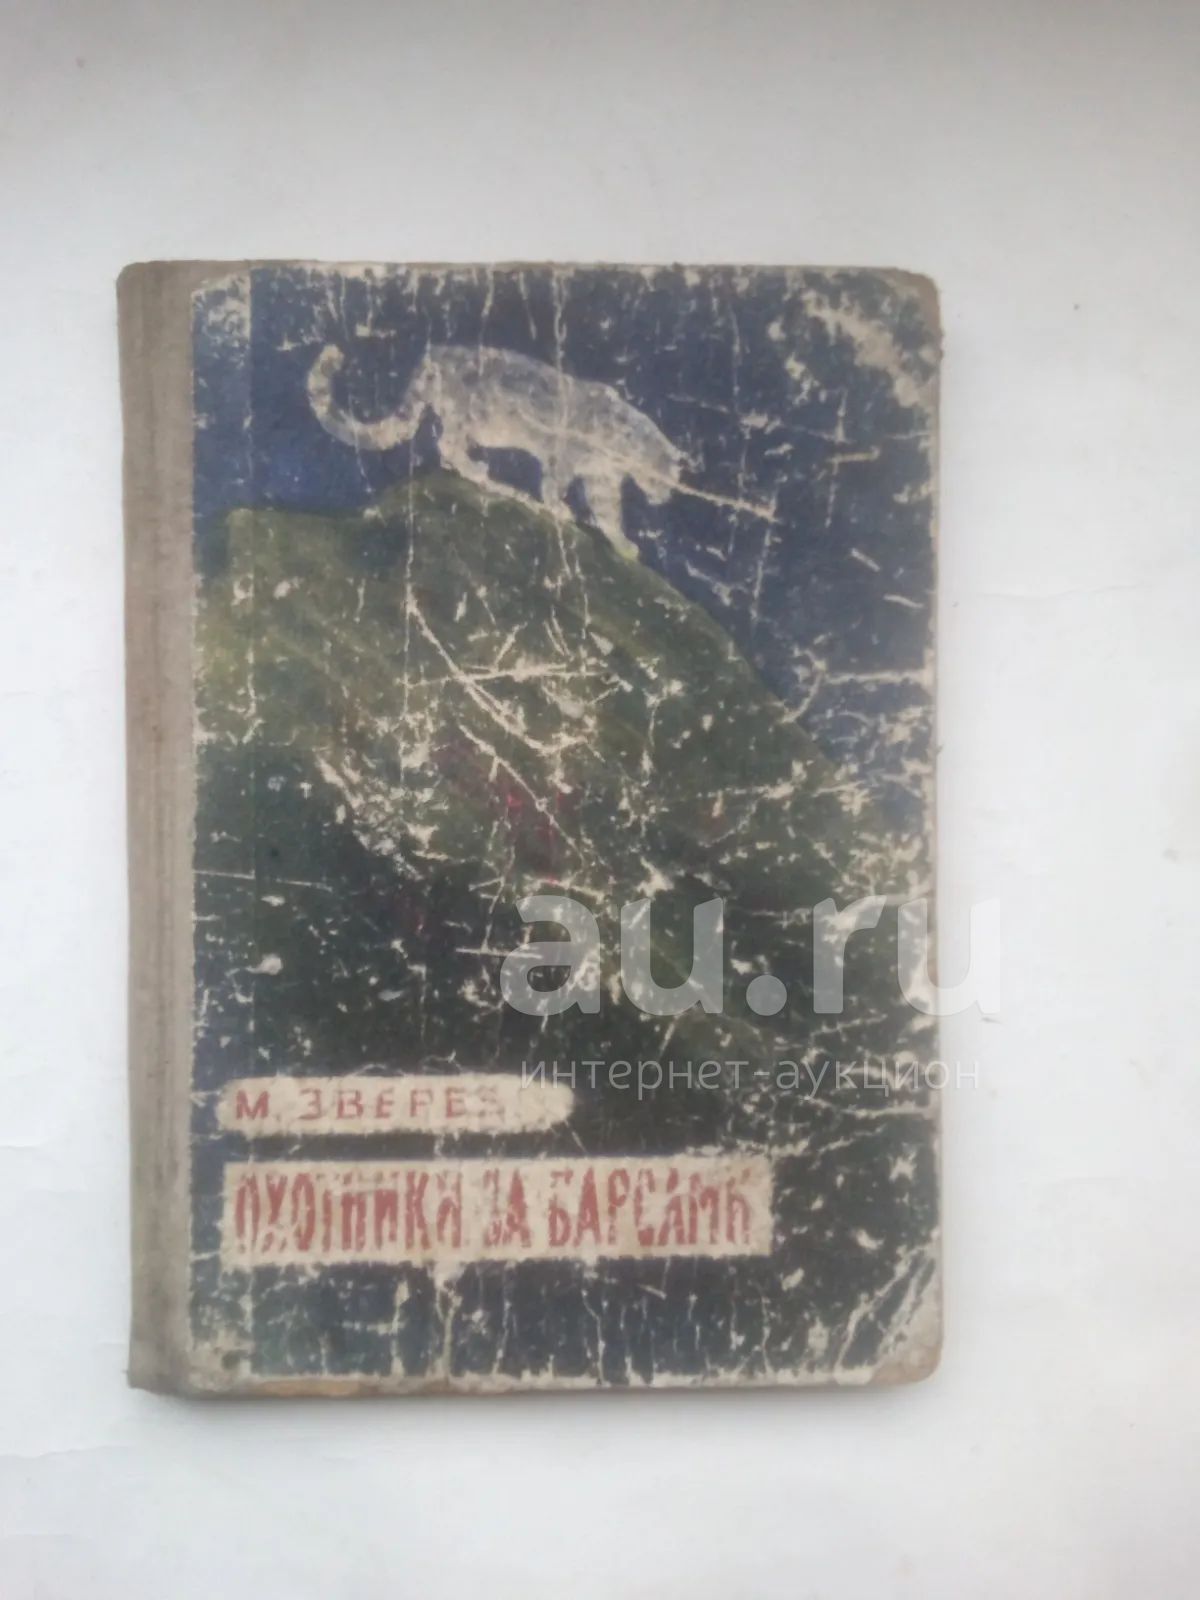 au.ru
интернет-аукцион
М. ЗВЕРЕВ
ОХОТНИКИ ЗА БАРСАМИ